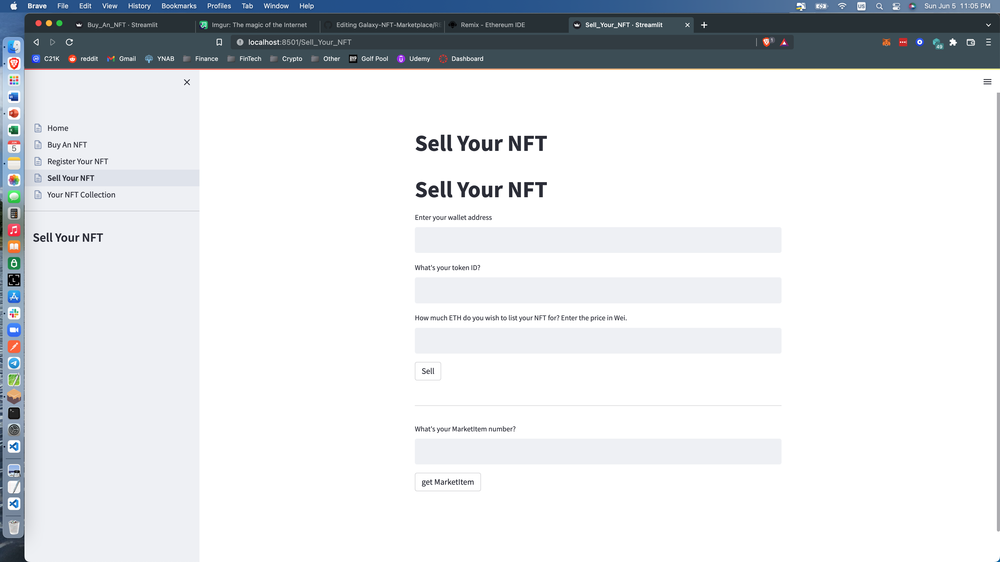 Brave File Edit View History Bookmarks Profiles Tab Window Help US Sun Jun 5 11:05 PM
Buy_An_NFT · Streamlit Imgur: The magic of the Internet Editing Galaxy-NFT-Marketplace/RE Remix - Ethereum IDE Sell_Your_NFT · Streamlit
localhost:8501/Sell_Your_NFT 1 49
C21K reddit Gmail YNAB Finance FinTech Crypto Other RYP Golf Pool Udemy Dashboard
JUN
5
Home
Buy An NFT
Register Your NFT
Sell Your NFT
Your NFT Collection
Sell Your NFT
Sell Your NFT
Sell Your NFT
Enter your wallet address
What's your token ID?
How much ETH do you wish to list your NFT for? Enter the price in Wei.
Sell
What's your MarketItem number?
get MarketItem